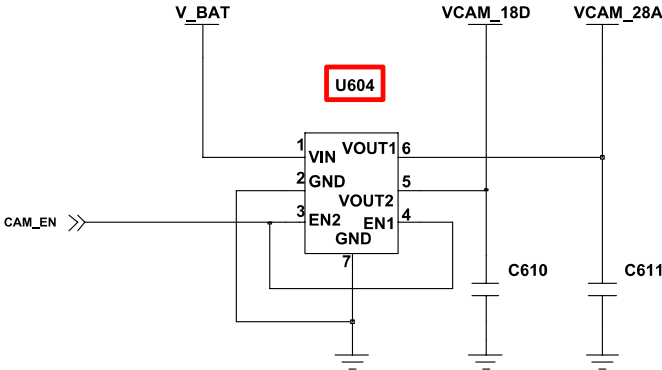 V_BAT
VCAM_18D
VCAM_28A
U604
1
VIN
VOUT1
6
2
GND
5
VOUT2
3
EN2
EN1
4
GND
7
CAM_EN
C610
C611